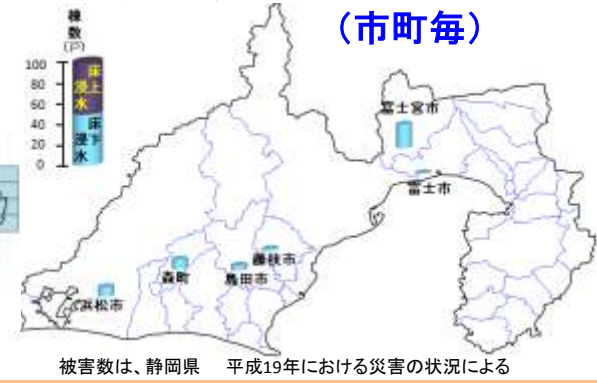 (市町毎)
棟数
(戸)
100
80
60
40
20
0
床上浸水
床下浸水
富士宮市
富士市
藤枝市
島田市
森町
浜松市
被害数は、静岡県 平成19年における災害の状況による